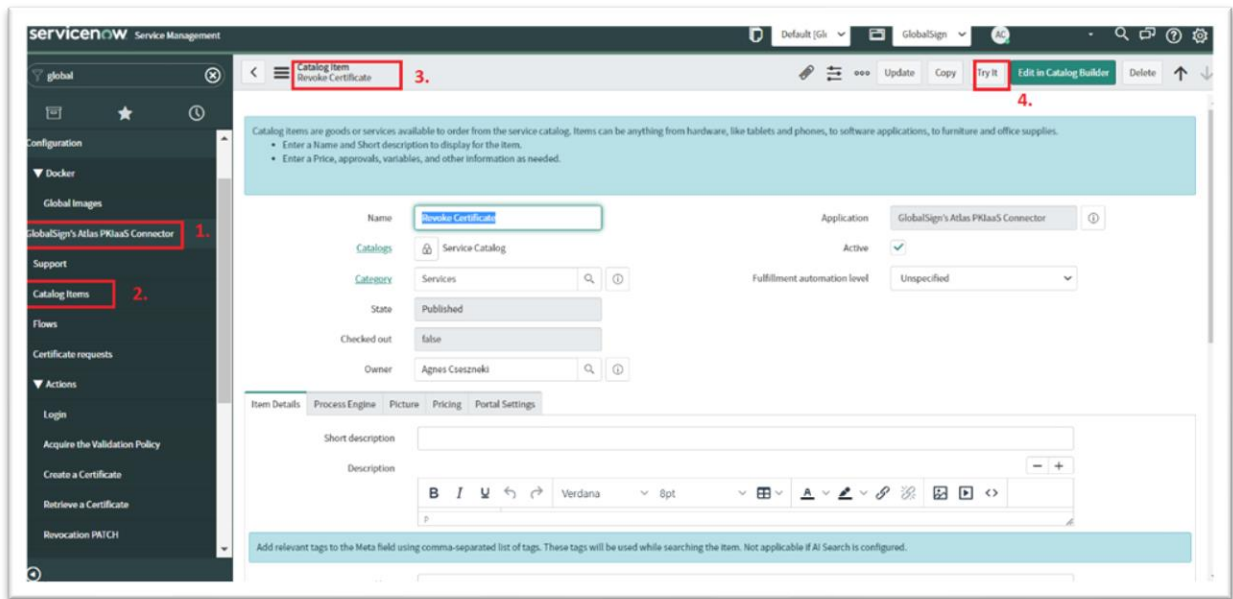 servicenow Service Management
Default [Glo
GlobalSign
AC
global
Catalog Item
Revoke Certificate
3.
Update
Copy
Try It
Edit in Catalog Builder
Delete
4.
Configuration
Docker
Global Images
GlobalSign's Atlas PKIaaS Connector
1.
Support
Catalog Items
2.
Flows
Certificate requests
Actions
Login
Acquire the Validation Policy
Create a Certificate
Retrieve a Certificate
Revocation PATCH
Catalog items are goods or services available to order from the service catalog. Items can be anything from hardware, like tablets and phones, to software applications, to furniture and office supplies.
• Enter a Name and Short description to display for the item.
• Enter a Price, approvals, variables, and other information as needed.
Name
Revoke Certificate
Application
GlobalSign's Atlas PKIaaS Connector
Catalogs
Service Catalog
Active
Category
Services
Fulfillment automation level
Unspecified
State
Published
Checked out
false
Owner
Agnes Cseszneki
Item Details
Process Engine
Picture
Pricing
Portal Settings
Short description
Description
B I U
Verdana
8pt
A
P
Add relevant tags to the Meta field using comma-separated list of tags. These tags will be used while searching the item. Not applicable if AI Search is configured.